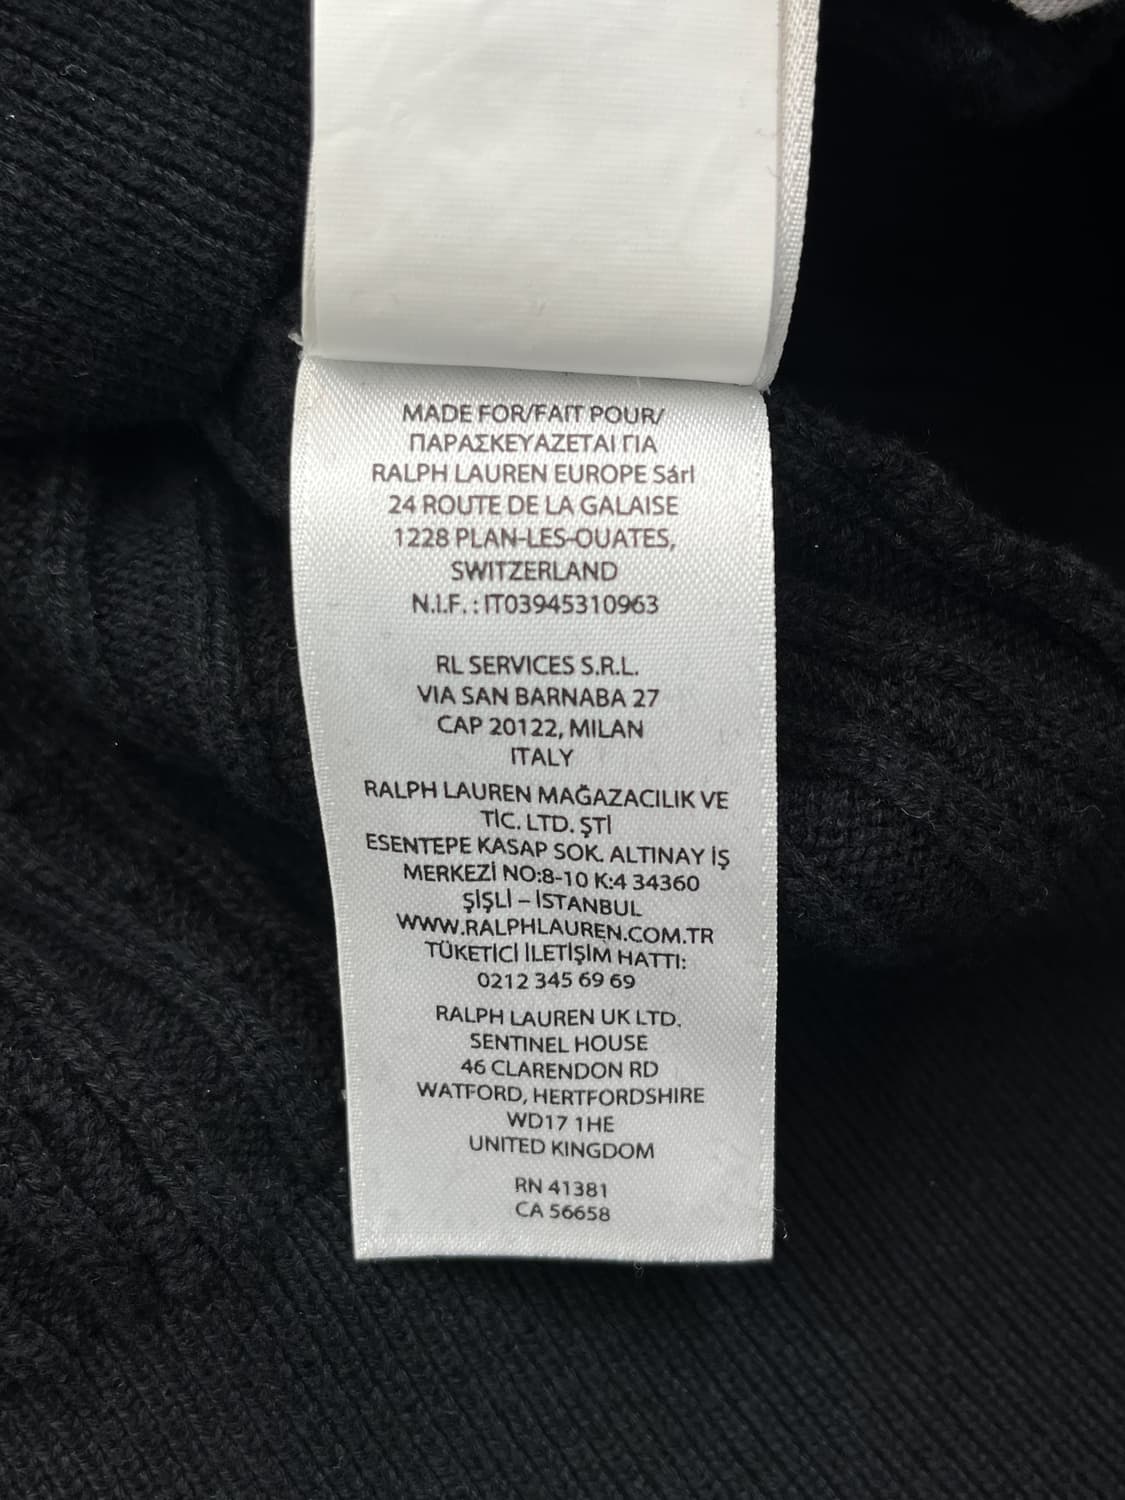 MADE FOR/FAIT POUR/
ΠΑΡΑΣΚΕΥΑΖΕΤΑΙ ΓΙΑ
RALPH LAUREN EUROPE Sárl
24 ROUTE DE LA GALAISE
1228 PLAN-LES-OUATES,
SWITZERLAND
N.I.F. : IT03945310963
RL SERVICES S.R.L.
VIA SAN BARNABA 27
CAP 20122, MILAN
ITALY
RALPH LAUREN MAĞAZACILIK VE
TİC. LTD. ŞTİ
ESENTEPE KASAP SOK. ALTINAY İŞ
MERKEZİ NO:8-10 K:4 34360
ŞİŞLİ – İSTANBUL
WWW.RALPHLAUREN.COM.TR
TÜKETİCİ İLETİŞİM HATTI:
0212 345 69 69
RALPH LAUREN UK LTD.
SENTINEL HOUSE
46 CLARENDON RD
WATFORD, HERTFORDSHIRE
WD17 1HE
UNITED KINGDOM
RN 41381
CA 56658